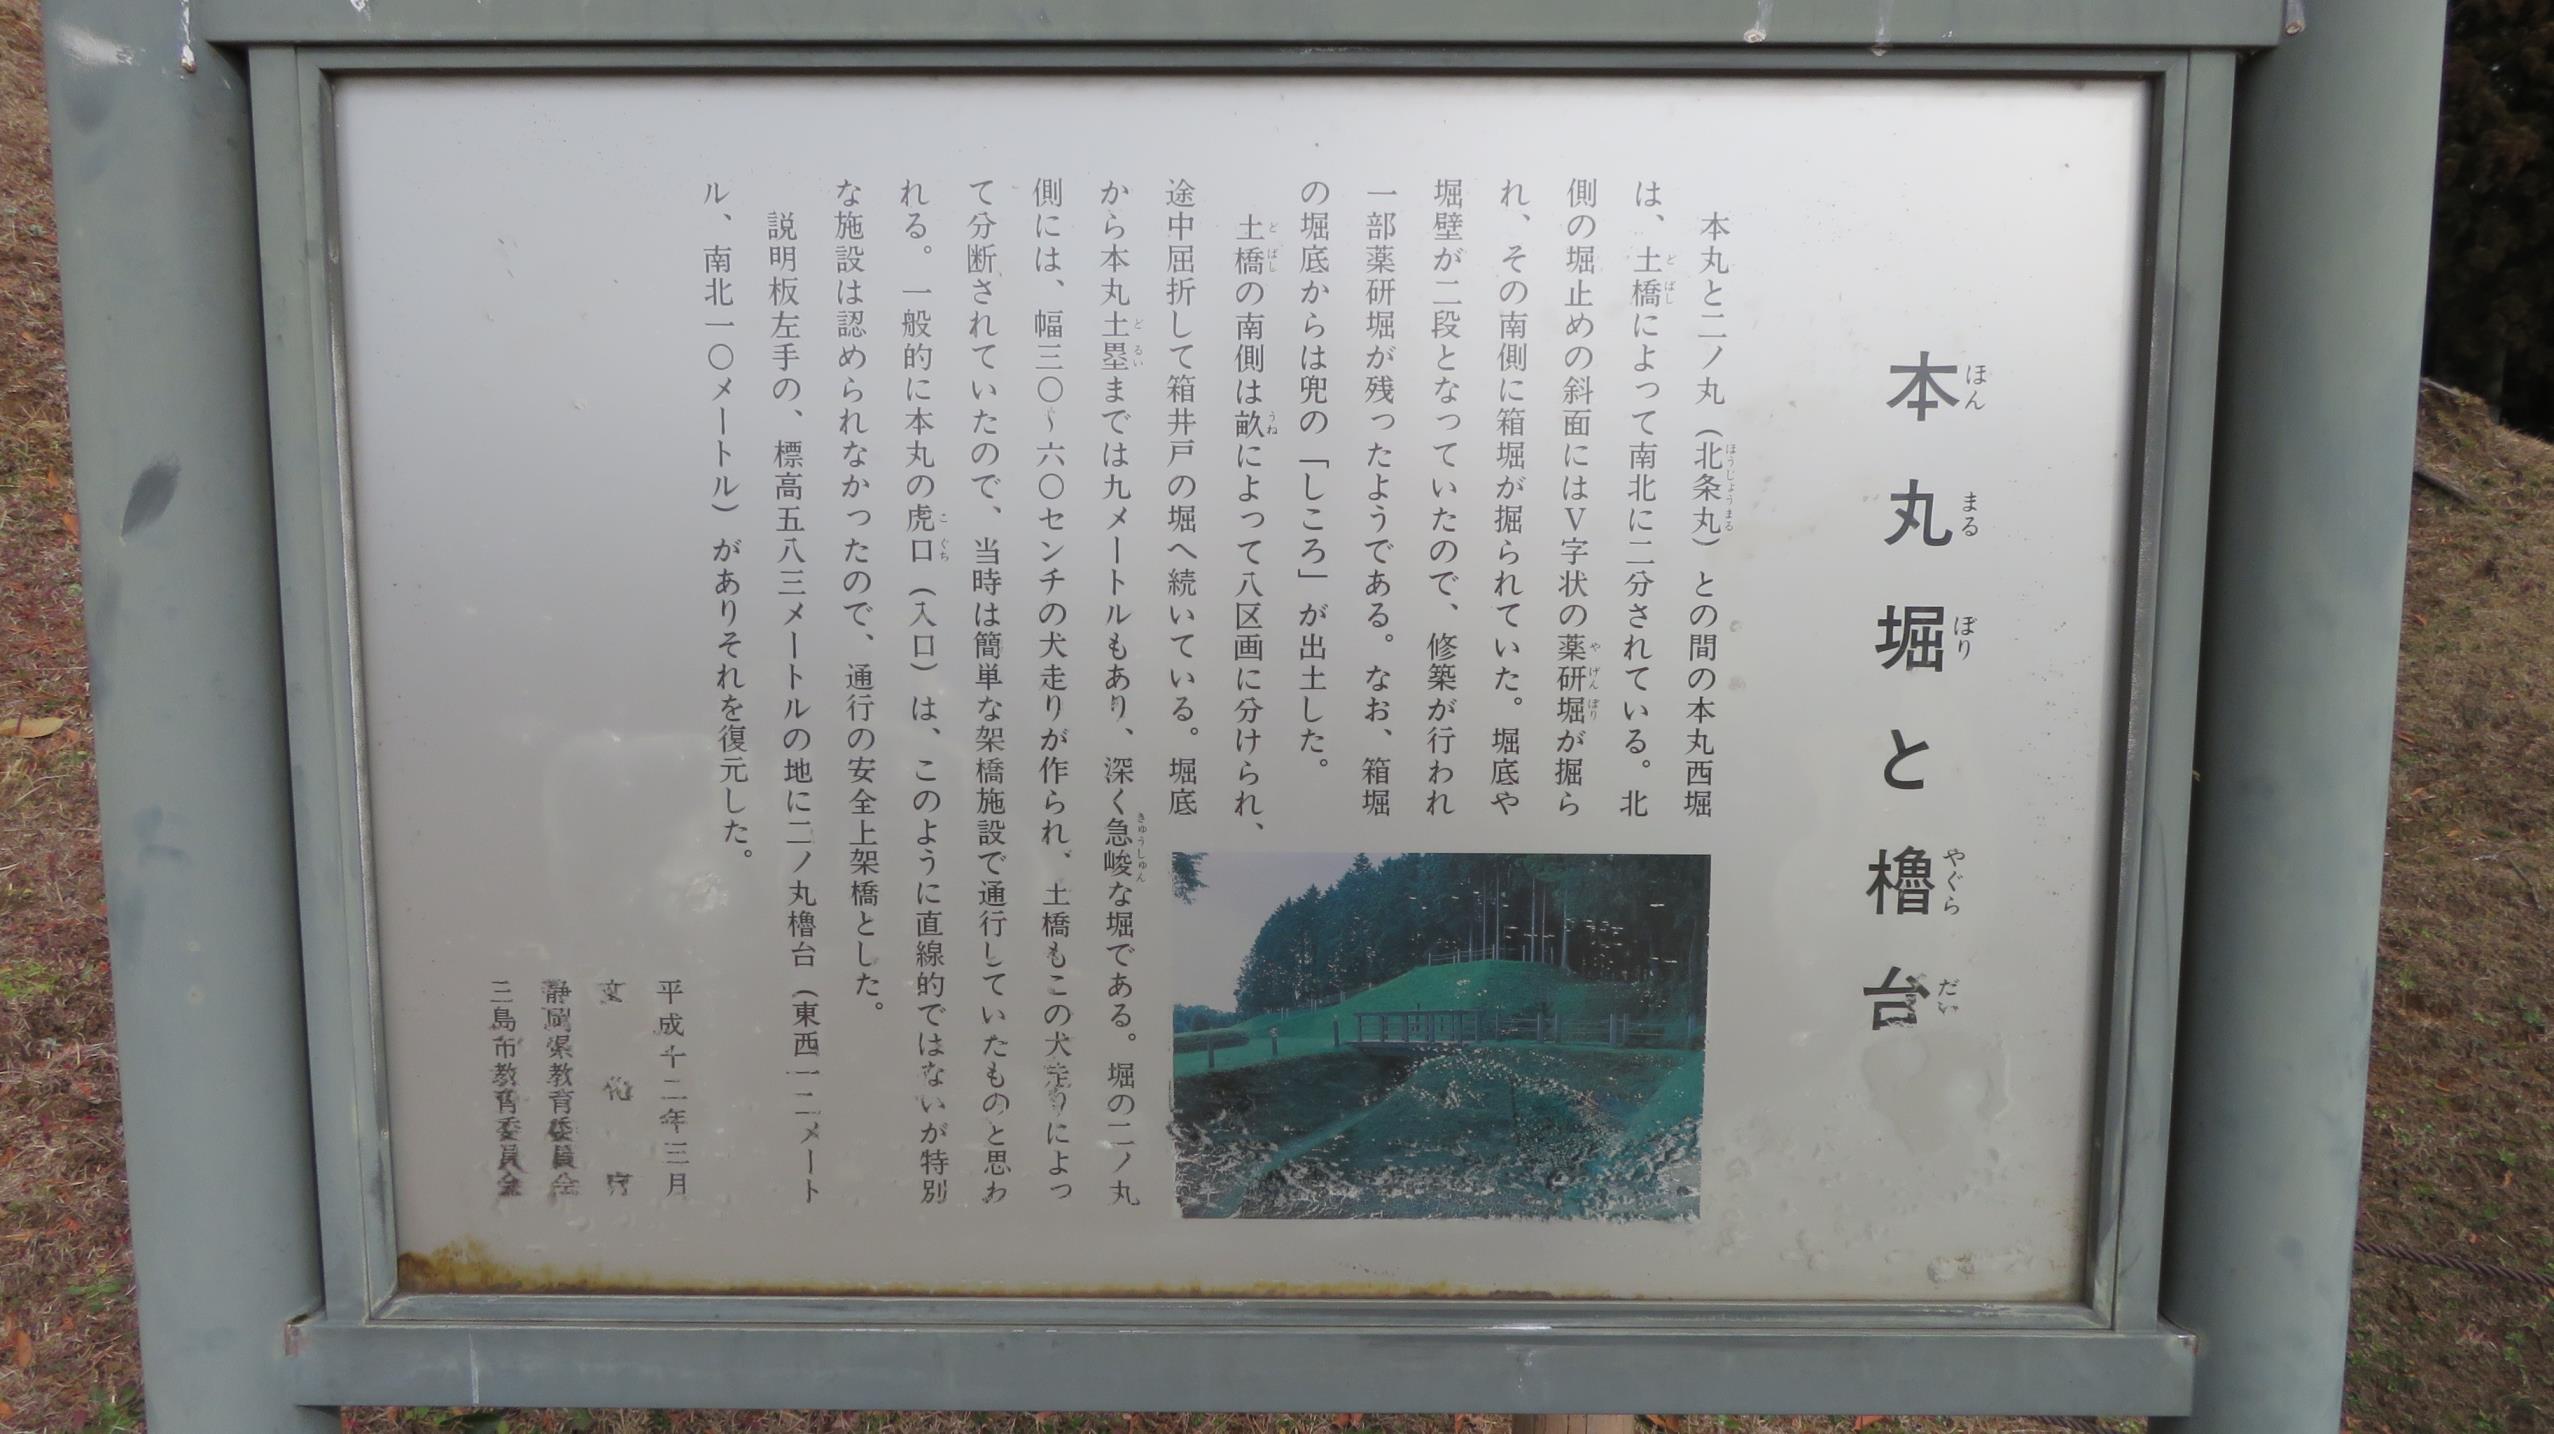 本丸堀と櫓台
ほん まる ぼり やぐら だい
本丸と二ノ丸（北条丸）との間の本丸西堀
は、土橋によって南北に二分されている。北
側の堀止めの斜面にはV字状の薬研堀が掘ら
れ、その南側に箱堀が掘られていた。堀底や
堀壁が二段となっていたので、修築が行われ
一部薬研堀が残ったようである。なお、箱堀
の堀底からは兜の「しころ」が出土した。
土橋の南側は畝によって八区画に分けられ、
途中屈折して箱井戸の堀へ続いている。堀底
から本丸土塁までは九メートルもあり、深く急峻な堀である。堀の二ノ丸
側には、幅三〇〜六〇センチの犬走りが作られ、土橋もこの犬走りによっ
て分断されていたので、当時は簡単な架橋施設で通行していたものと思わ
れる。一般的に本丸の虎口（入口）は、このように直線的ではないが特別
な施設は認められなかったので、通行の安全上架橋とした。
説明板左手の、標高五八三メートルの地に二ノ丸櫓台（東西一二メート
ル、南北一〇メートル）がありそれを復元した。
平成十二年三月
文化庁
静岡県教育委員会
三島市教育委員会